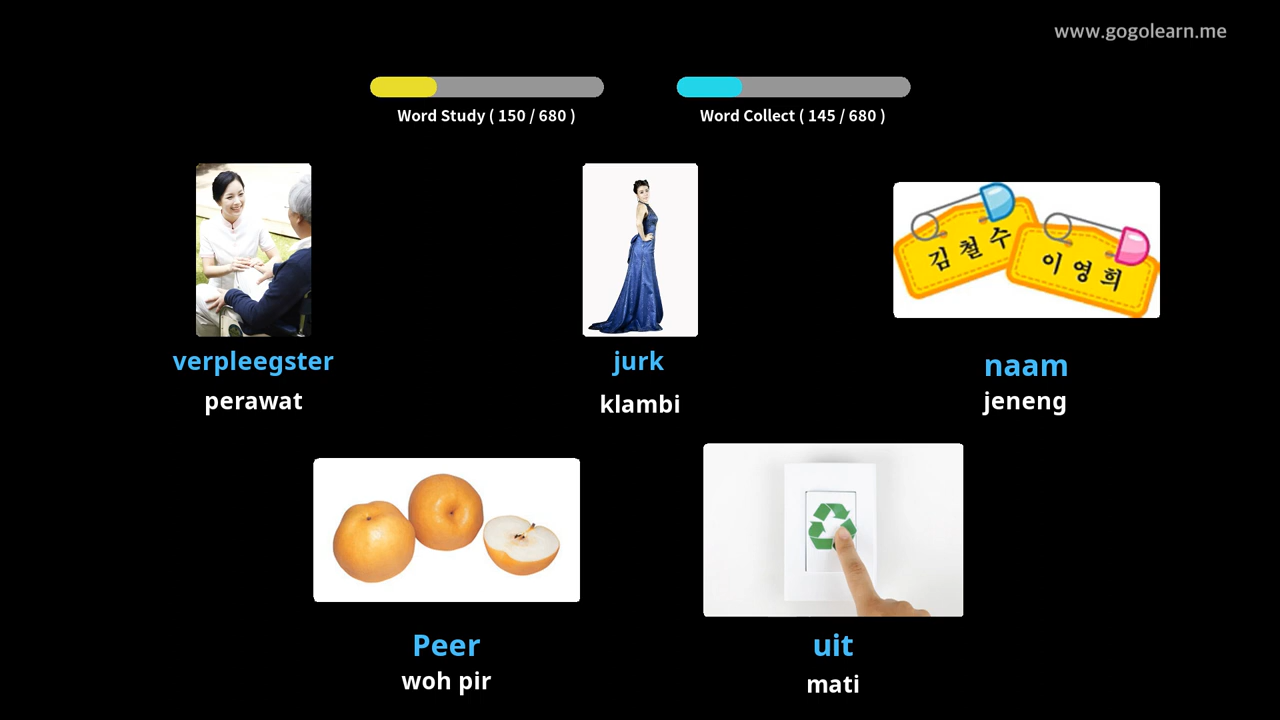 www.gogolearn.me
Word Study ( 150 / 680 )
Word Collect ( 145 / 680 )
김철수
이영희
verpleegster
jurk
naam
perawat
klambi
jeneng
Peer
uit
woh pir
mati